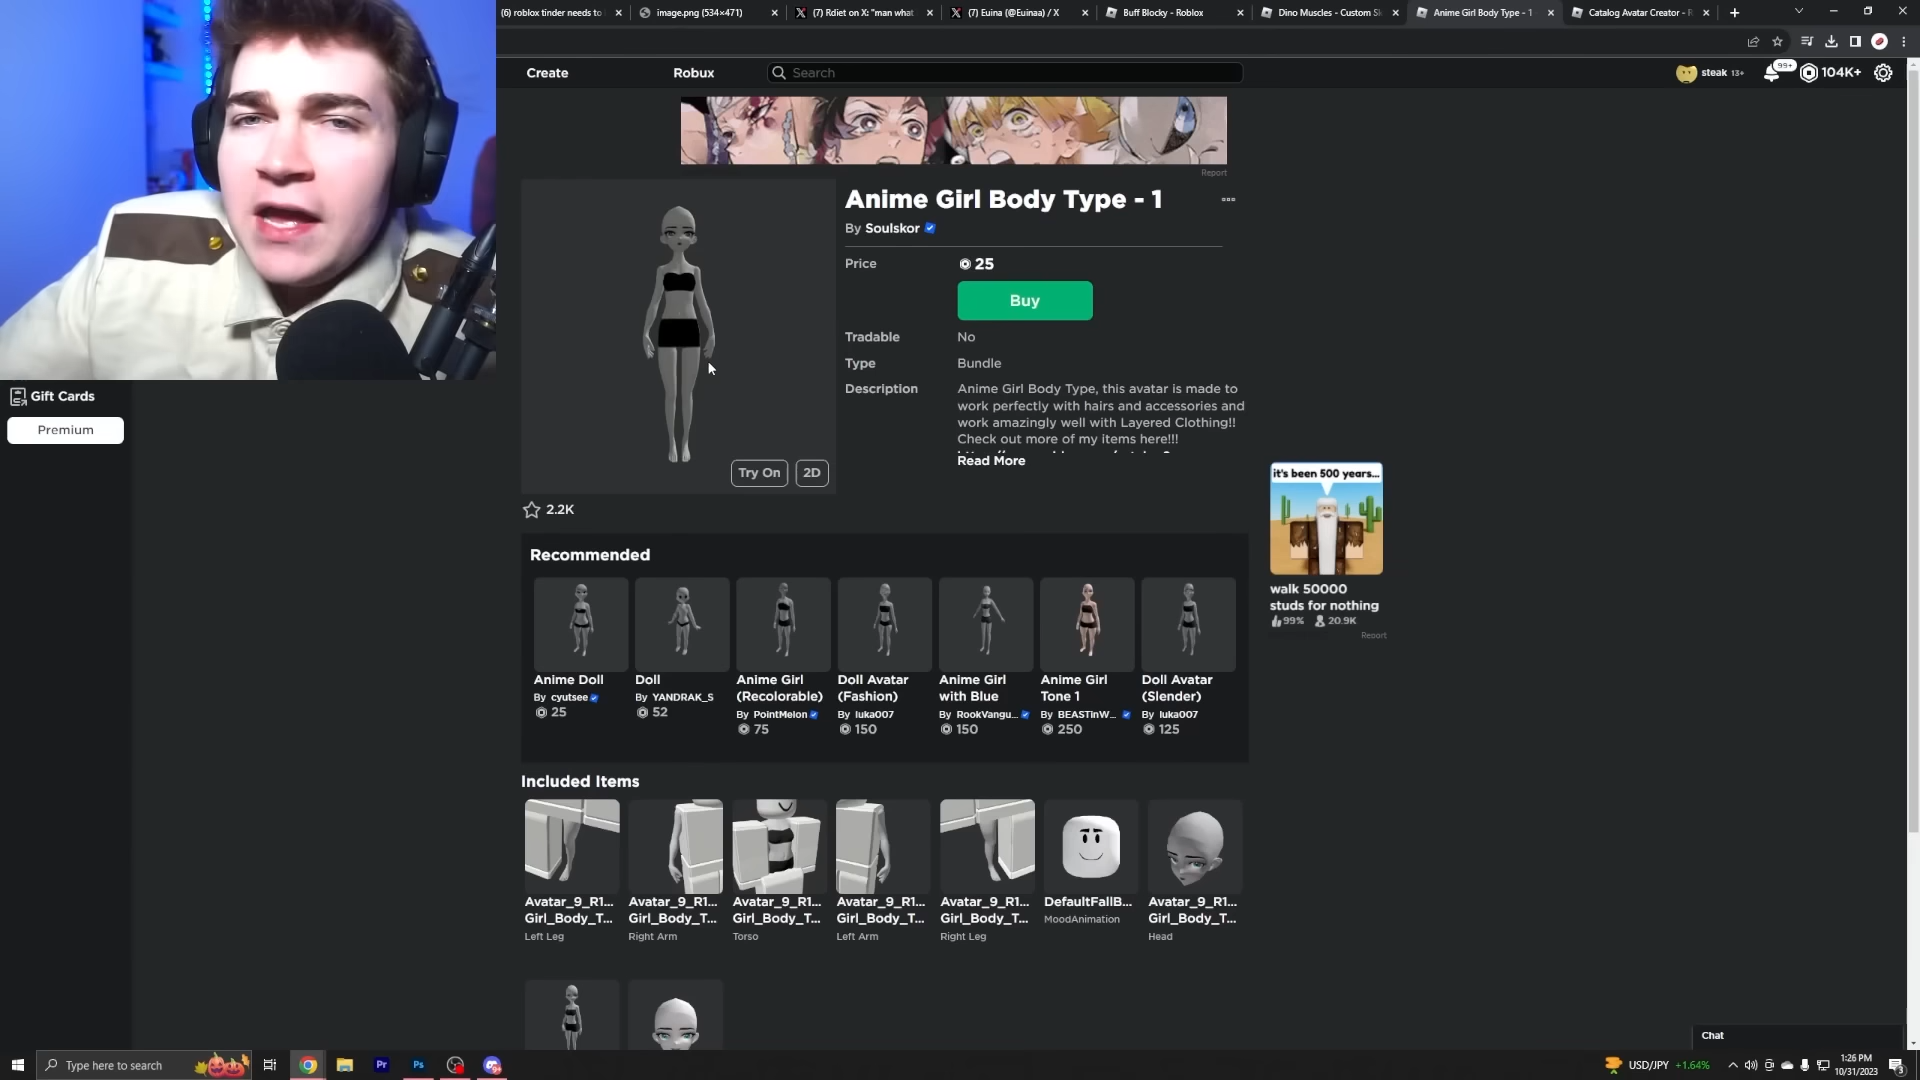 (6) roblox tinder needs to
image.png (534×471)
(7) Rdiet on X: "man what
(7) Euina (@Euinaa) / X
Buff Blocky - Roblox
Dino Muscles - Custom S
Anime Girl Body Type - 1
Catalog Avatar Creator - R
Create
Robux
Search
steak 13+
99+
104K+
Report
Anime Girl Body Type - 1
By Soulskor
Price
25
Buy
Tradable
No
Type
Bundle
Description
Anime Girl Body Type, this avatar is made to
work perfectly with hairs and accessories and
work amazingly well with Layered Clothing!!
Check out more of my items here!!!
Read More
Try On
2D
2.2K
Gift Cards
Premium
it's been 500 years...
walk 50000
studs for nothing
99% 20.9K
Report
Recommended
Anime Doll
By cyutsee
25
Doll
By YANDRAK_S
52
Anime Girl
(Recolorable)
By PointMelon
75
Doll Avatar
(Fashion)
By luka007
150
Anime Girl
with Blue
By RookVangu...
150
Anime Girl
Tone 1
By BEASTinW...
250
Doll Avatar
(Slender)
By luka007
125
Included Items
Avatar_9_R1...
Girl_Body_T...
Left Leg
Avatar_9_R1...
Girl_Body_T...
Right Arm
Avatar_9_R1...
Girl_Body_T...
Torso
Avatar_9_R1...
Girl_Body_T...
Left Arm
Avatar_9_R1...
Girl_Body_T...
Right Leg
DefaultFallB...
MoodAnimation
Avatar_9_R1...
Girl_Body_T...
Head
Chat
Type here to search
Pr
Ps
USD/JPY +1.64%
1:26 PM
10/31/2023
3